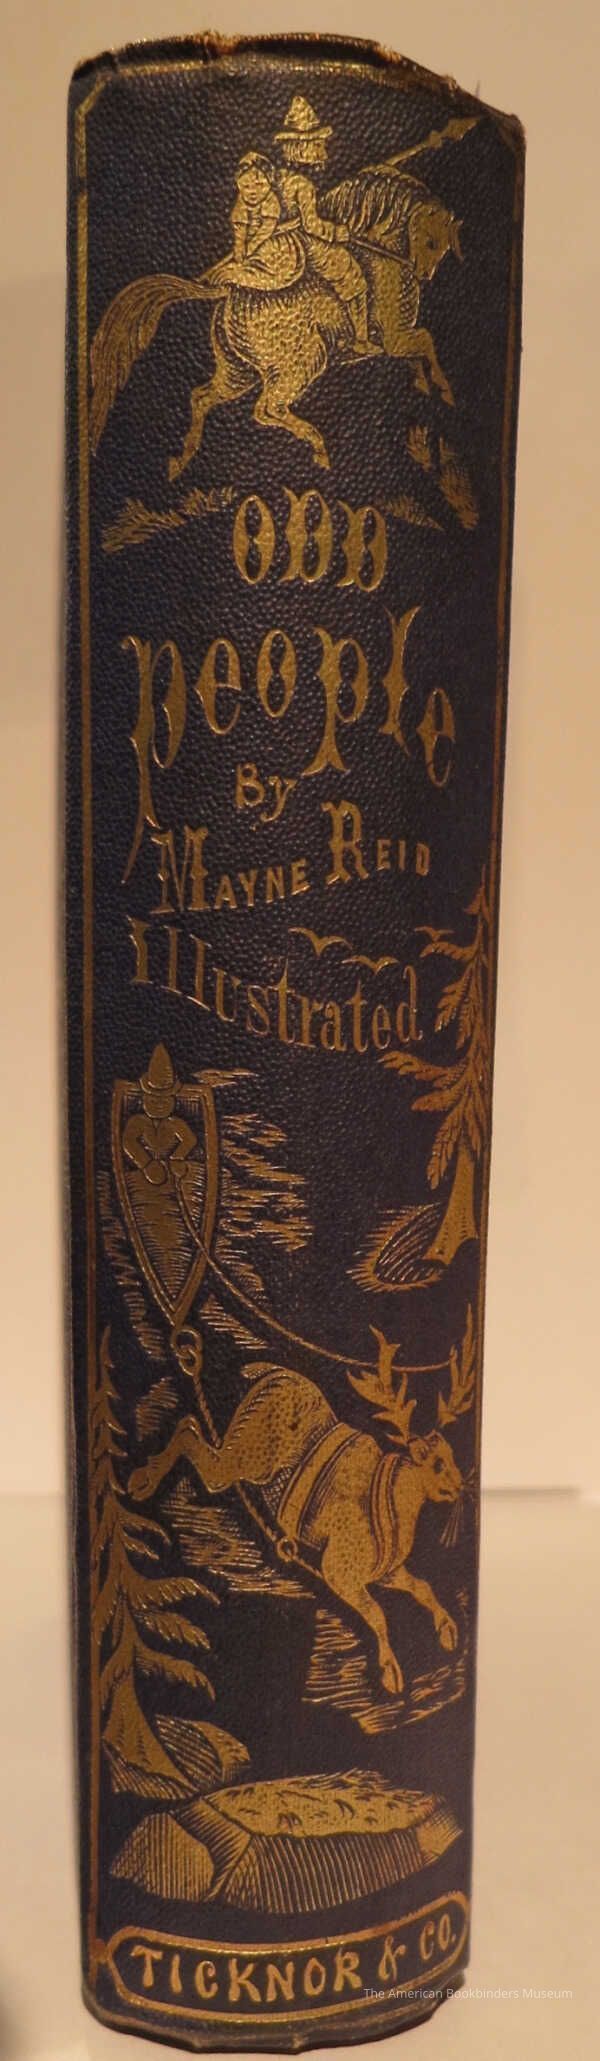 ODD
people
By
MAYNE REID
Illustrated
TICKNOR & CO.
The American Bookbinders Museum